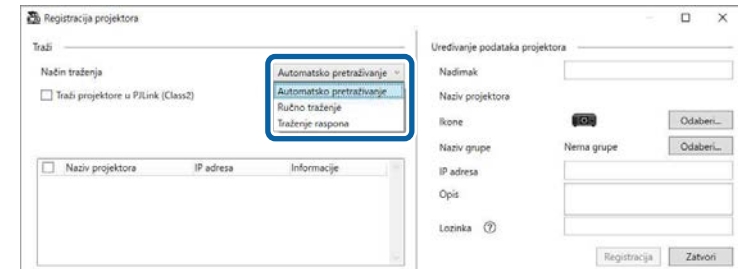 Registracija projektora
Traži
Način traženja
Automatsko pretraživanje
Traži projektore u PJLink (Class2)
Automatsko pretraživanje
Ručno traženje
Traženje raspona
Naziv projektora IP adresa Informacije
Uređivanje podataka projektora
Nadimak
Naziv projektora
Ikone
Odaberi...
Naziv grupe Nema grupe Odaberi...
IP adresa
Opis
Lozinka ?
Registracija Zatvori